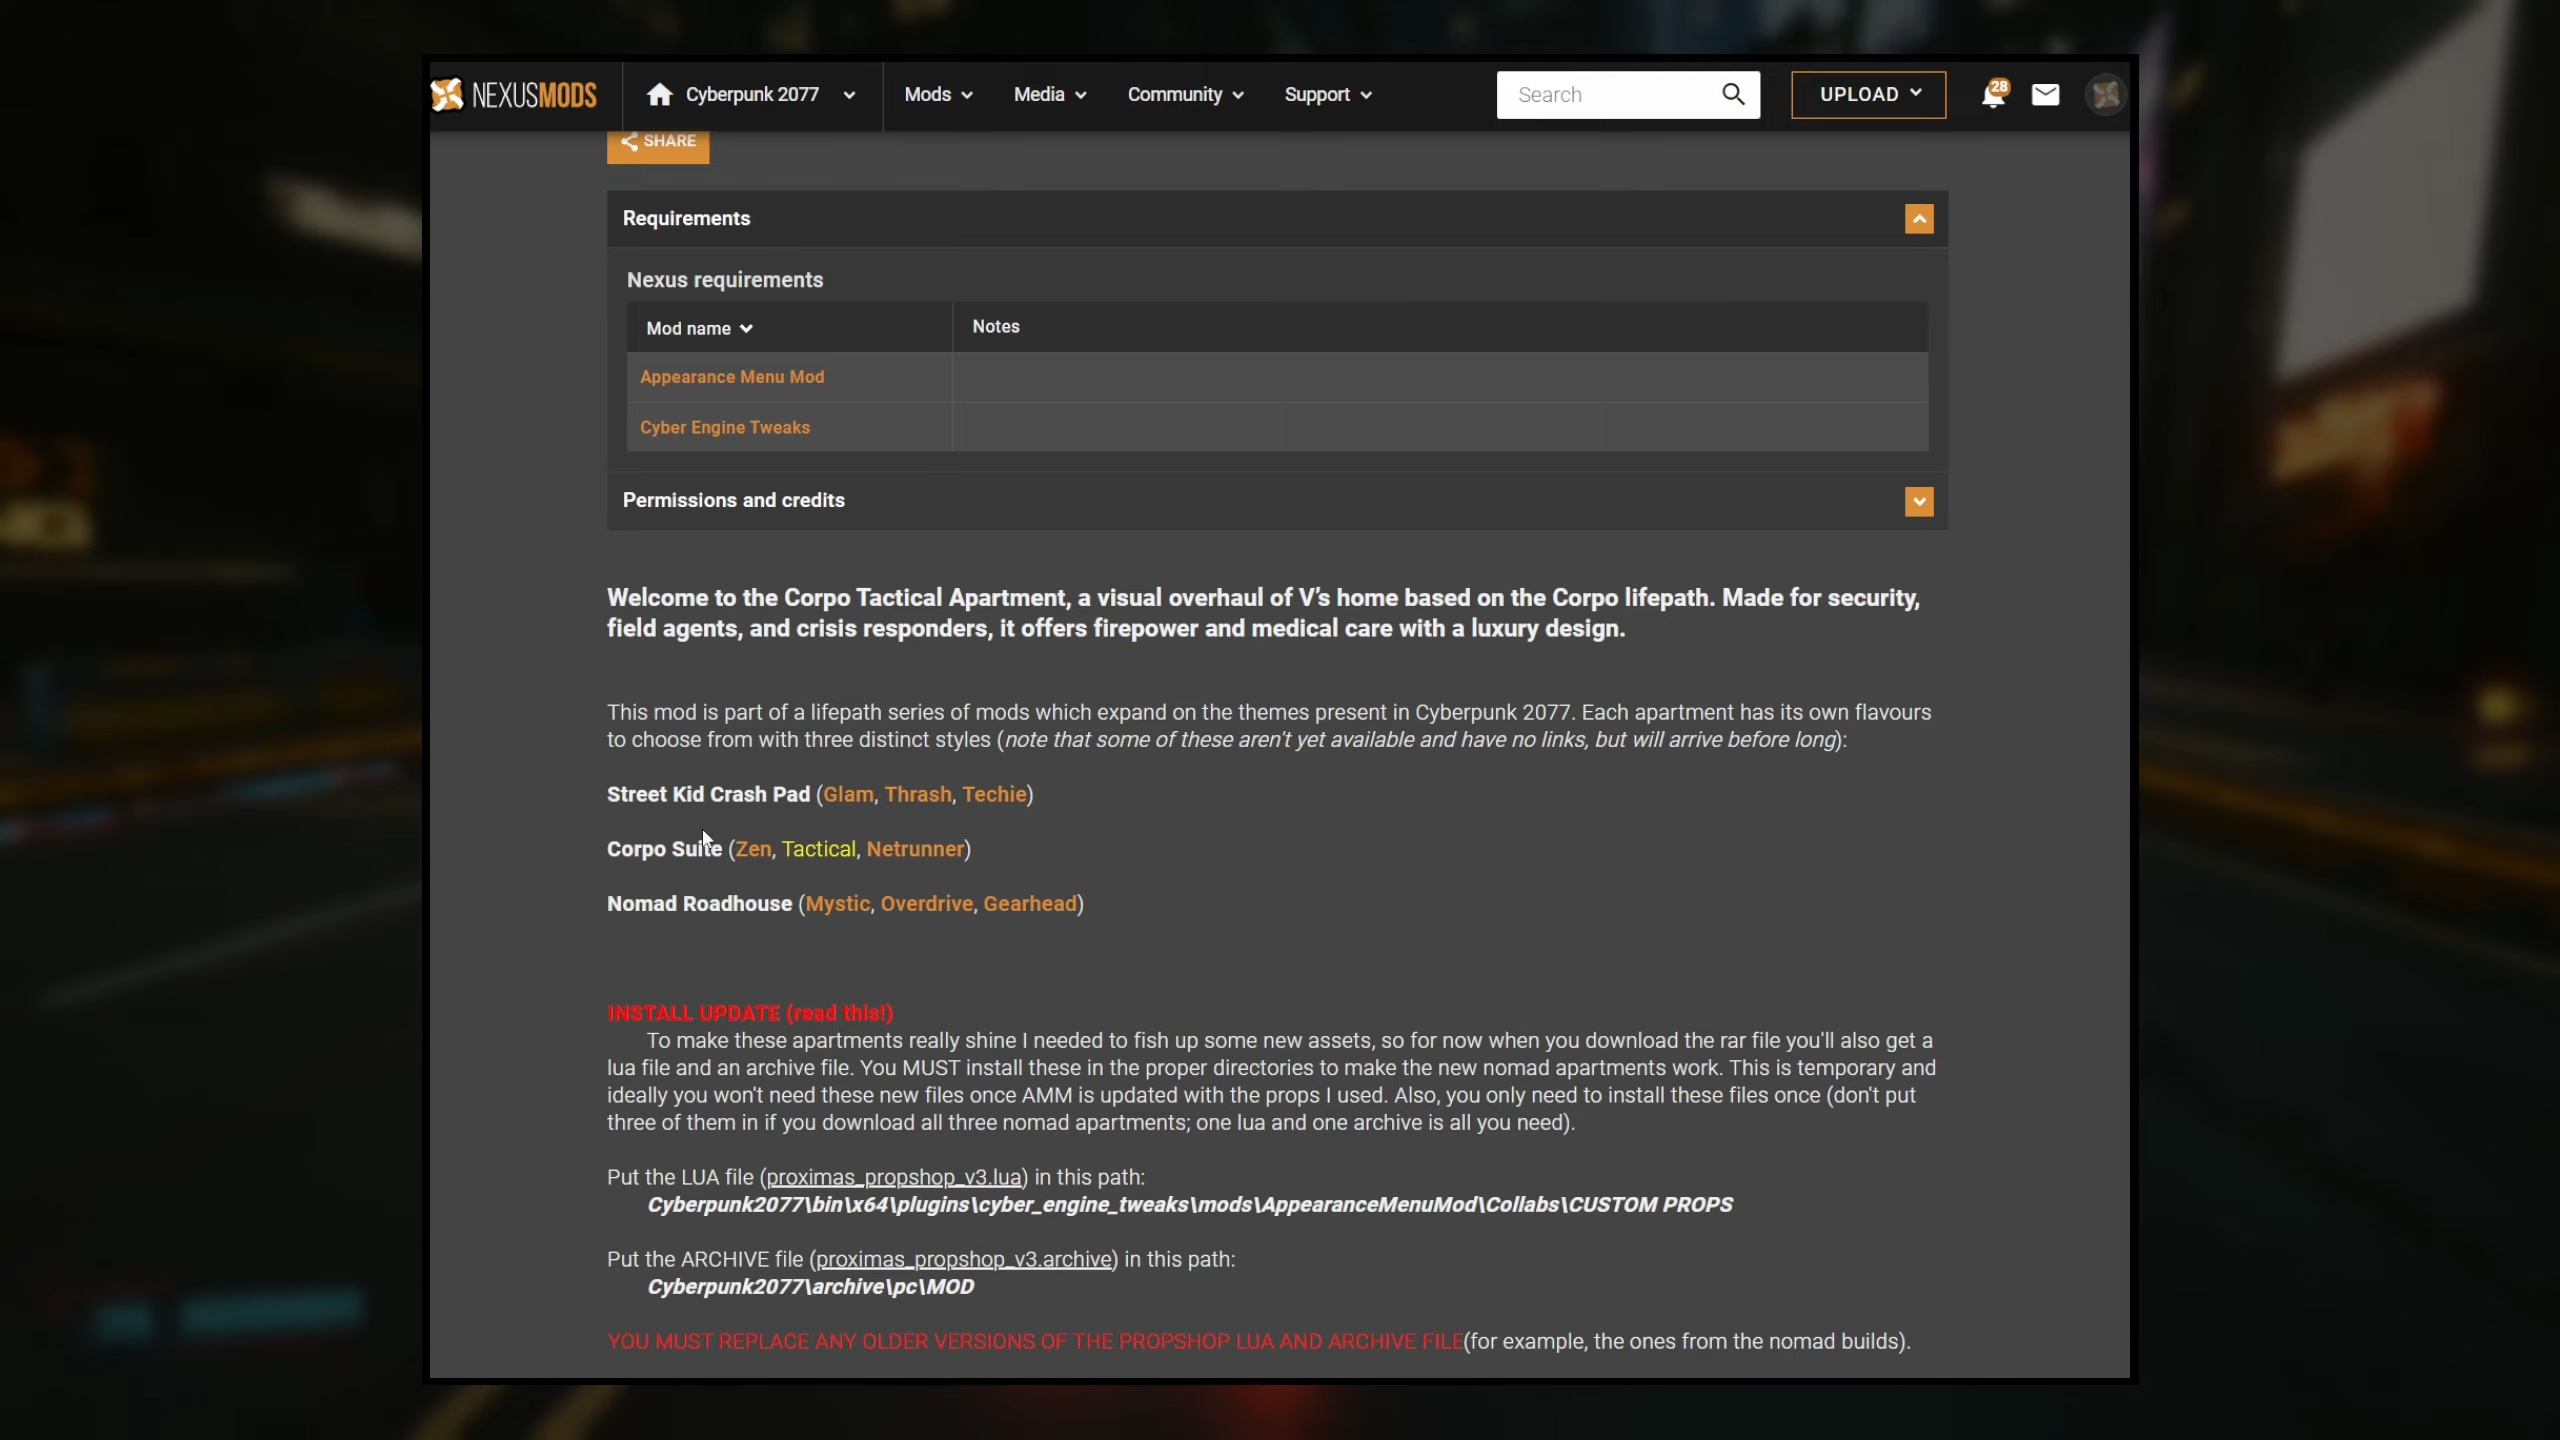 NEXUSMODS
Cyberpunk 2077
Mods
Media
Community
Support
Search
UPLOAD
28
SHARE
Requirements
Nexus requirements
Mod name
Notes
Appearance Menu Mod
Cyber Engine Tweaks
Permissions and credits
Welcome to the Corpo Tactical Apartment, a visual overhaul of V's home based on the Corpo lifepath. Made for security,
field agents, and crisis responders, it offers firepower and medical care with a luxury design.
This mod is part of a lifepath series of mods which expand on the themes present in Cyberpunk 2077. Each apartment has its own flavours
to choose from with three distinct styles (note that some of these aren't yet available and have no links, but will arrive before long):
Street Kid Crash Pad (Glam, Thrash, Techie)
Corpo Suite (Zen, Tactical, Netrunner)
Nomad Roadhouse (Mystic, Overdrive, Gearhead)
INSTALL UPDATE (read this!)
To make these apartments really shine I needed to fish up some new assets, so for now when you download the rar file you'll also get a
lua file and an archive file. You MUST install these in the proper directories to make the new nomad apartments work. This is temporary and
ideally you won't need these new files once AMM is updated with the props I used. Also, you only need to install these files once (don't put
three of them in if you download all three nomad apartments; one lua and one archive is all you need).
Put the LUA file (proximas_propshop_v3.lua) in this path:
Cyberpunk2077\bin\x64\plugins\cyber_engine_tweaks\mods\AppearanceMenuMod\Collabs\CUSTOM PROPS
Put the ARCHIVE file (proximas_propshop_v3.archive) in this path:
Cyberpunk2077\archive\pc\MOD
YOU MUST REPLACE ANY OLDER VERSIONS OF THE PROPSHOP LUA AND ARCHIVE FILE(for example, the ones from the nomad builds).